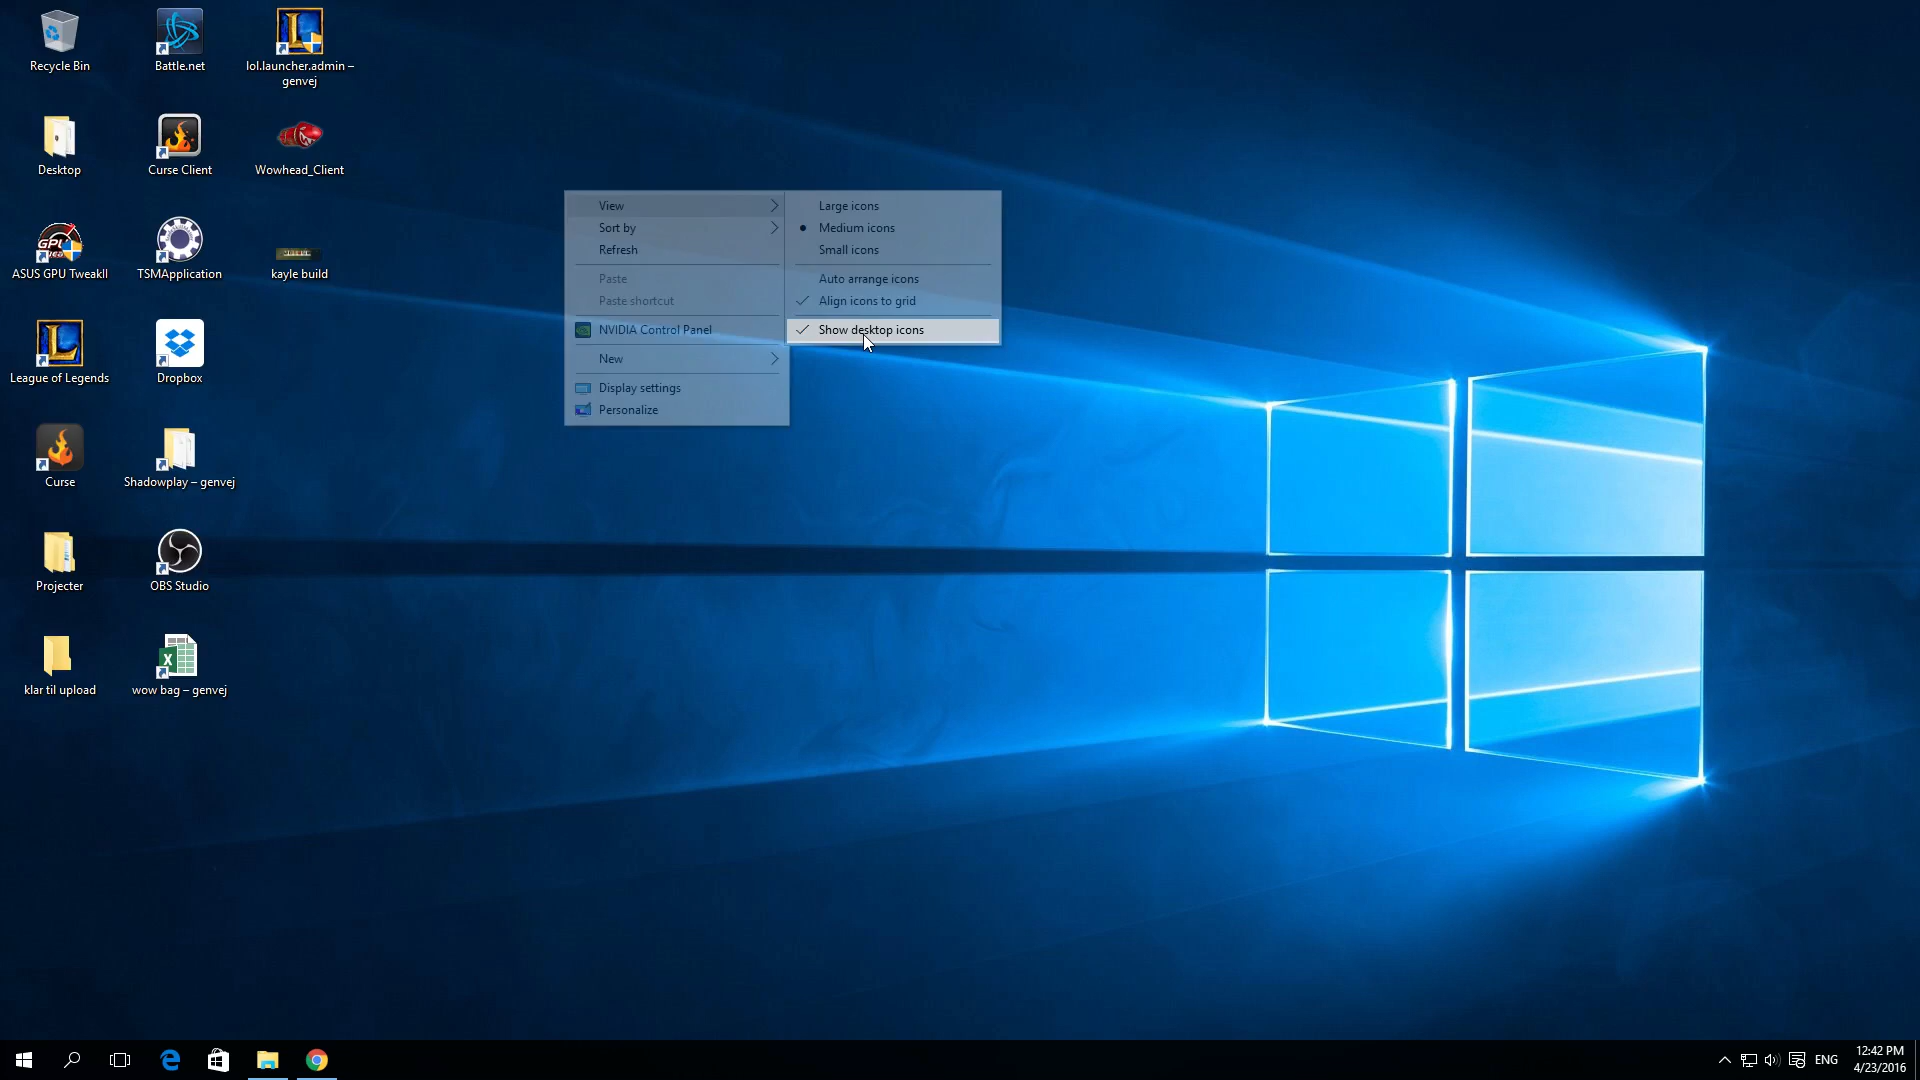 Recycle Bin
Battle.net
lol.launcher.admin –
genvej
Desktop
Curse Client
Wowhead_Client
ASUS GPU TweakII
TSMApplication
kayle build
League of Legends
Dropbox
Curse
Shadowplay – genvej
Projecter
OBS Studio
klar til upload
wow bag – genvej
View
Sort by
Refresh
Paste
Paste shortcut
NVIDIA Control Panel
New
Display settings
Personalize
Large icons
Medium icons
Small icons
Auto arrange icons
Align icons to grid
Show desktop icons
ENG
12:42 PM
4/23/2016